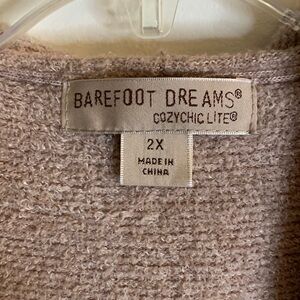 BAREFOOT DREAMS®
COZYCHIC LITE®
2X
MADE IN
CHINA